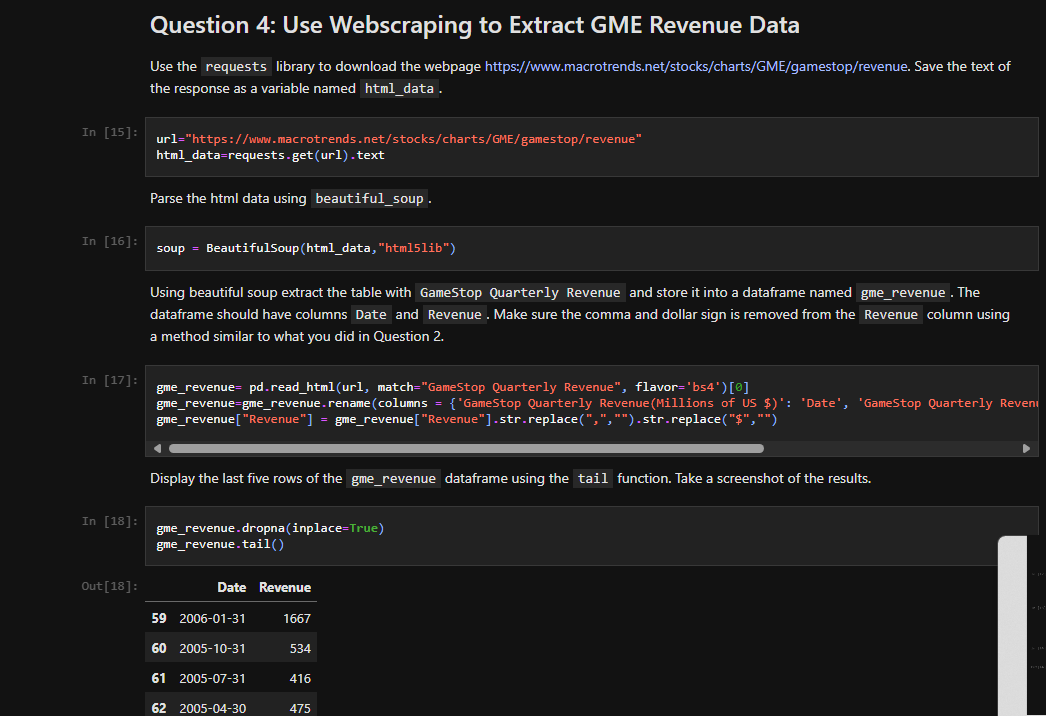 Question 4: Use Webscraping to Extract GME Revenue Data
Use the requests library to download the webpage https://www.macrotrends.net/stocks/charts/GME/gamestop/revenue. Save the text of
the response as a variable named html_data.
In [15]:
url="https://www.macrotrends.net/stocks/charts/GME/gamestop/revenue"
html_data=requests.get(url).text
Parse the html data using beautiful_soup.
In [16]:
soup = BeautifulSoup(html_data,"html5lib")
Using beautiful soup extract the table with GameStop Quarterly Revenue and store it into a dataframe named gme_revenue. The
dataframe should have columns Date and Revenue. Make sure the comma and dollar sign is removed from the Revenue column using
a method similar to what you did in Question 2.
In [17]:
gme_revenue= pd.read_html(url, match="GameStop Quarterly Revenue", flavor='bs4')[0]
gme_revenue=gme_revenue.rename(columns = {'GameStop Quarterly Revenue(Millions of US $)': 'Date', 'GameStop Quarterly Revenu
gme_revenue["Revenue"] = gme_revenue["Revenue"].str.replace(",","").str.replace("$","")
Display the last five rows of the gme_revenue dataframe using the tail function. Take a screenshot of the results.
In [18]:
gme_revenue.dropna(inplace=True)
gme_revenue.tail()
Out[18]:
Date Revenue
59 2006-01-31 1667
60 2005-10-31 534
61 2005-07-31 416
62 2005-04-30 475